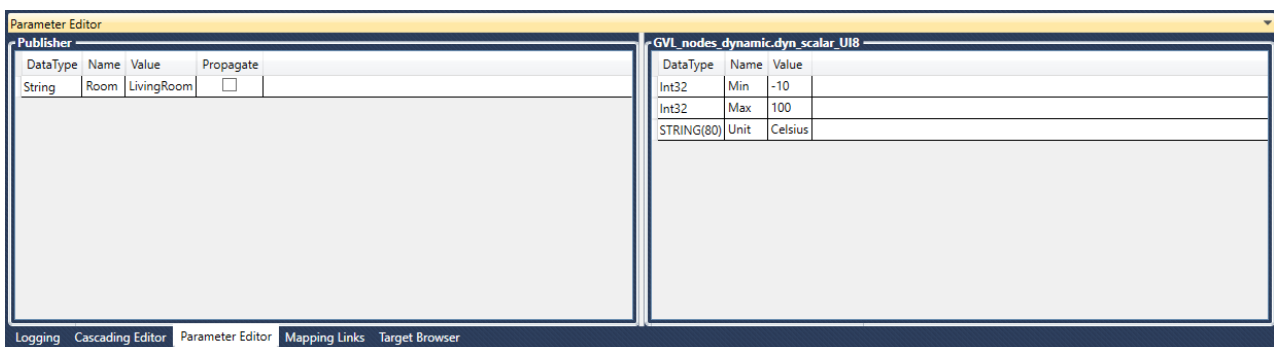 Parameter Editor
Publisher
DataType Name Value Propagate
String Room LivingRoom
GVL_nodes_dynamic.dyn_scalar_UI8
DataType Name Value
Int32 Min -10
Int32 Max 100
STRING(80) Unit Celsius
Logging Cascading Editor Parameter Editor Mapping Links Target Browser